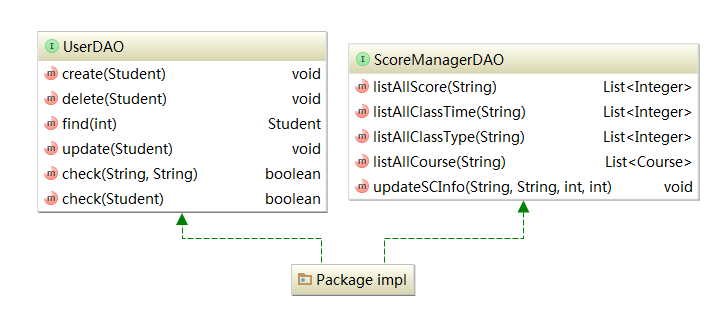 I UserDAO
m create(Student) void
m delete(Student) void
m find(int) Student
m update(Student) void
m check(String, String) boolean
m check(Student) boolean
I ScoreManagerDAO
m listAllScore(String) List<Integer>
m listAllClassTime(String) List<Integer>
m listAllClassType(String) List<Integer>
m listAllCourse(String) List<Course>
m updateSCInfo(String, String, int, int) void
Package impl